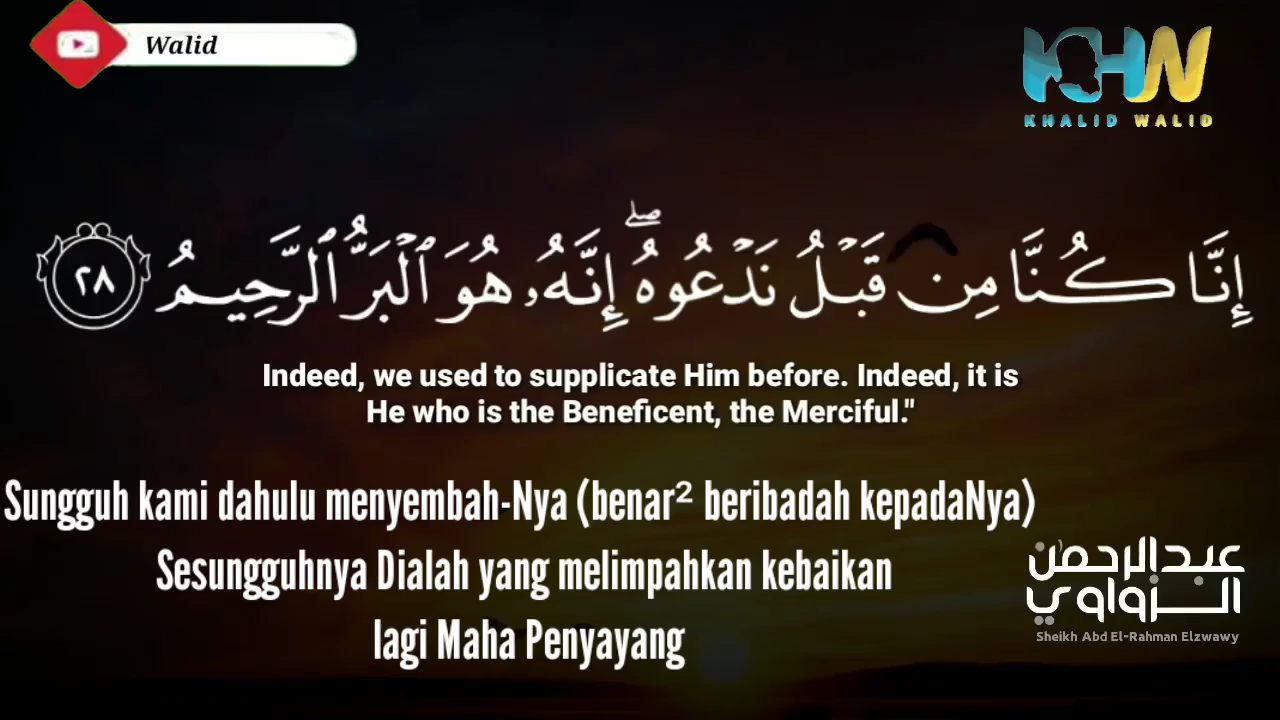 Walid
KHW
KHALID WALID
إِنَّا كُنَّا مِن قَبْلُ نَدْعُوهُ ۖ إِنَّهُۥ هُوَ ٱلْبَرُّ ٱلرَّحِيمُ ٢٨
Indeed, we used to supplicate Him before. Indeed, it is
He who is the Beneficent, the Merciful."
Sungguh kami dahulu menyembah-Nya (benar² beribadah kepadaNya)
Sesungguhnya Dialah yang melimpahkan kebaikan
lagi Maha Penyayang
عبدالرحمٰن
الزواوي
Sheikh Abd El-Rahman Elzwawy